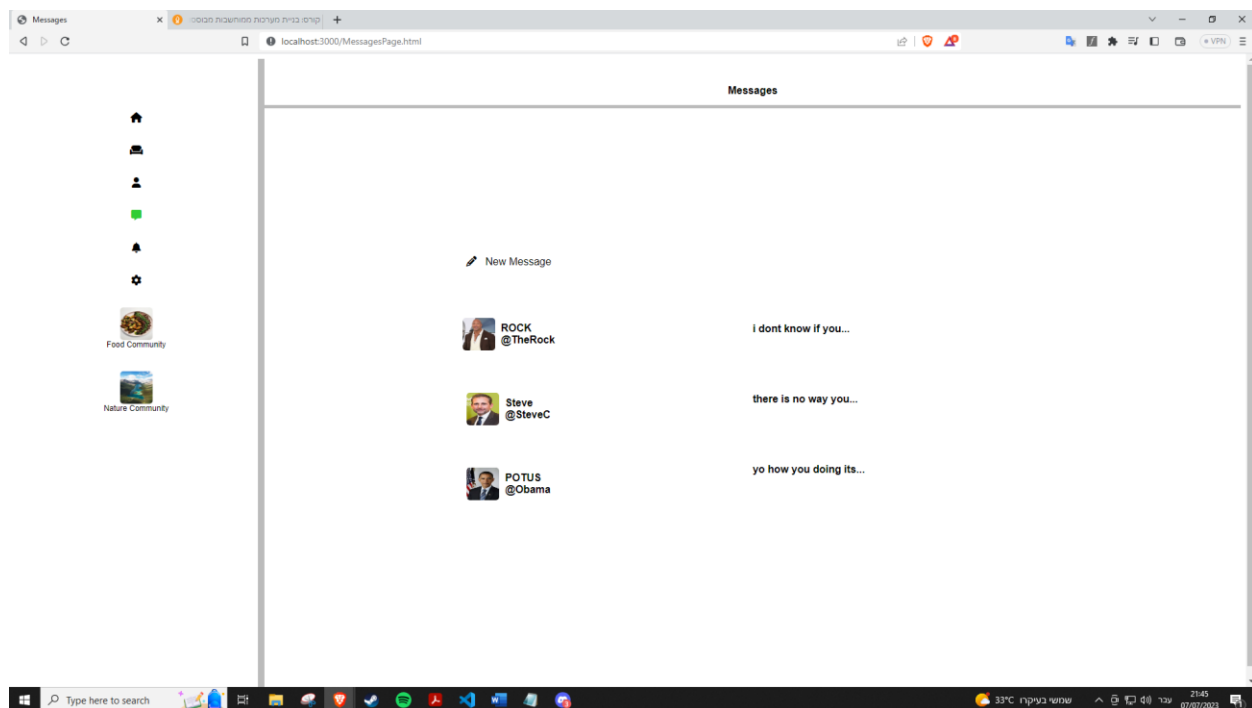 Messages
קורס: בניית מערכות ממוחשבות מבוסס
localhost:3000/MessagesPage.html
VPN
Messages
Food Community
Nature Community
New Message
ROCK
@TheRock
i dont know if you...
Steve
@SteveC
there is no way you...
POTUS
@Obama
yo how you doing its...
Type here to search
33°C שמשי בעיקרו
עבר
21:45
07/07/2023